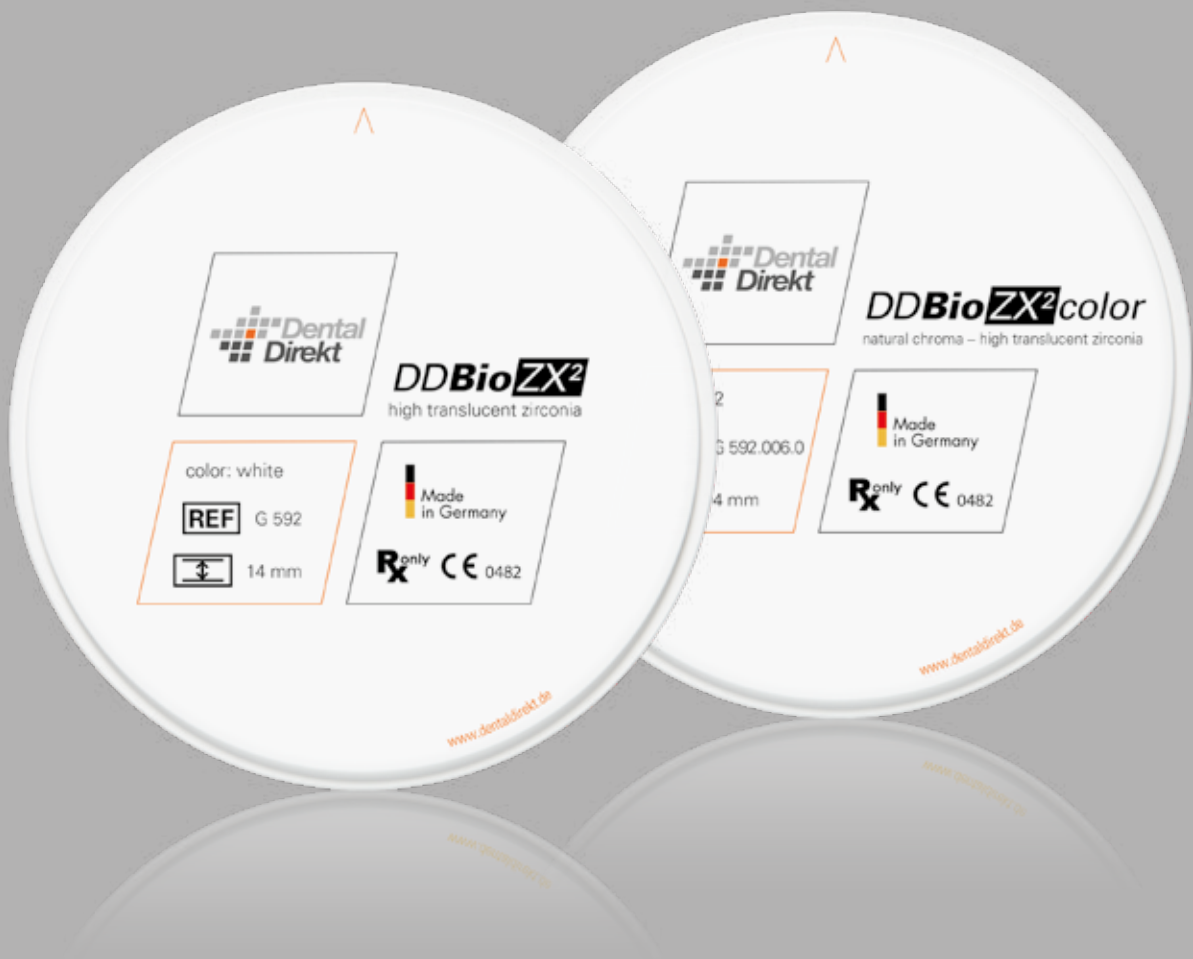 Dental
Direkt
DDBioZX²
high translucent zirconia
color: white
REF G 592
14 mm
Made
in Germany
Rx only CE 0482
www.dentaldirekt.de
Dental
Direkt
DDBioZX²color
natural chroma – high translucent zirconia
2
G 592.006.0
4 mm
Made
in Germany
Rx only CE 0482
www.dentaldirekt.de